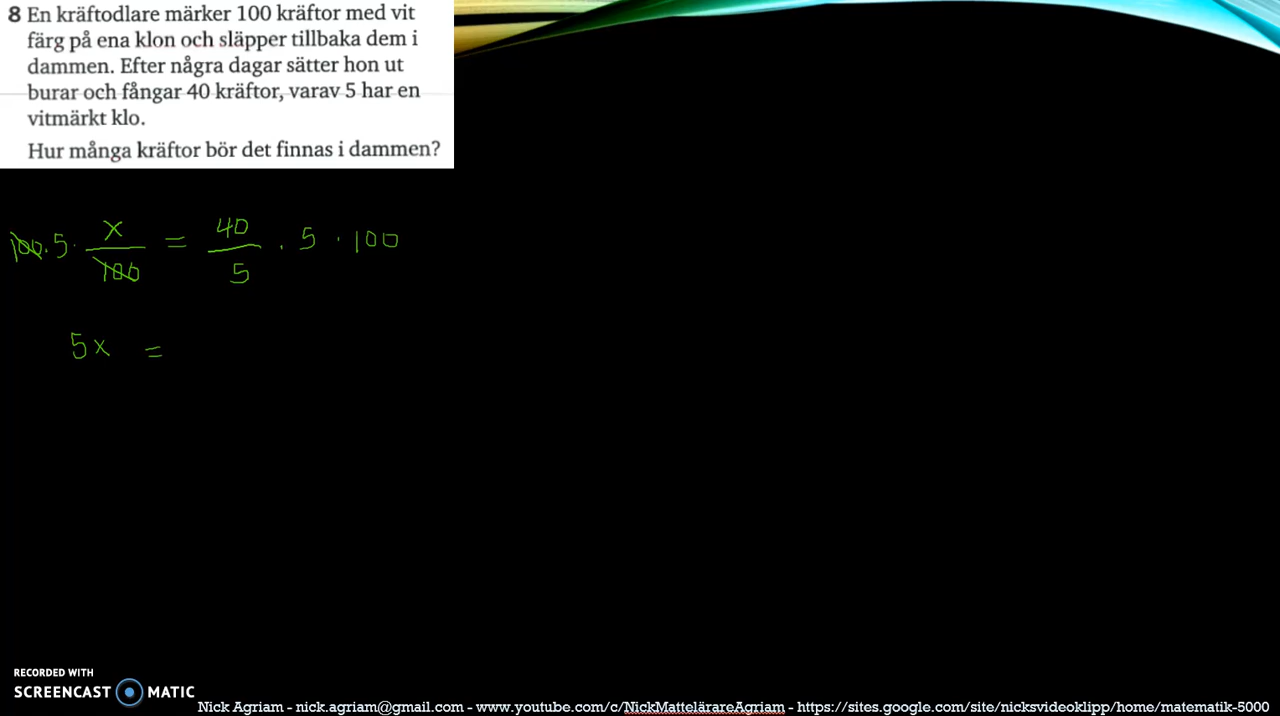 8 En kräftodlare märker 100 kräftor med vit
färg på ena klon och släpper tillbaka dem i
dammen. Efter några dagar sätter hon ut
burar och fångar 40 kräftor, varav 5 har en
vitmärkt klo.
Hur många kräftor bör det finnas i dammen?
100 · 5 · x/100 = 40/5 · 5 · 100
5x =
RECORDED WITH
SCREENCAST MATIC
Nick Agriam - nick.agriam@gmail.com - www.youtube.com/c/NickMattelärareAgriam - https://sites.google.com/site/nicksvideoklipp/home/matematik-5000